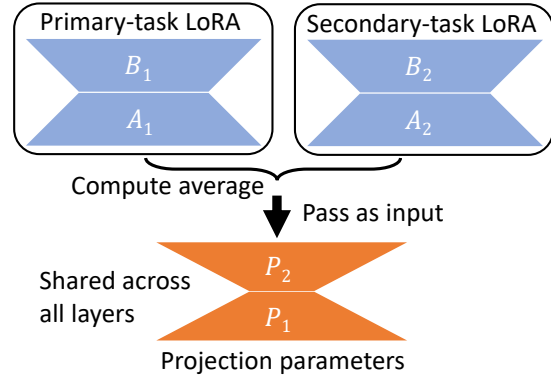 Primary-task LoRA
Secondary-task LoRA
B₁
B₂
A₁
A₂
Compute average
Pass as input
P₂
Shared across
all layers
P₁
Projection parameters